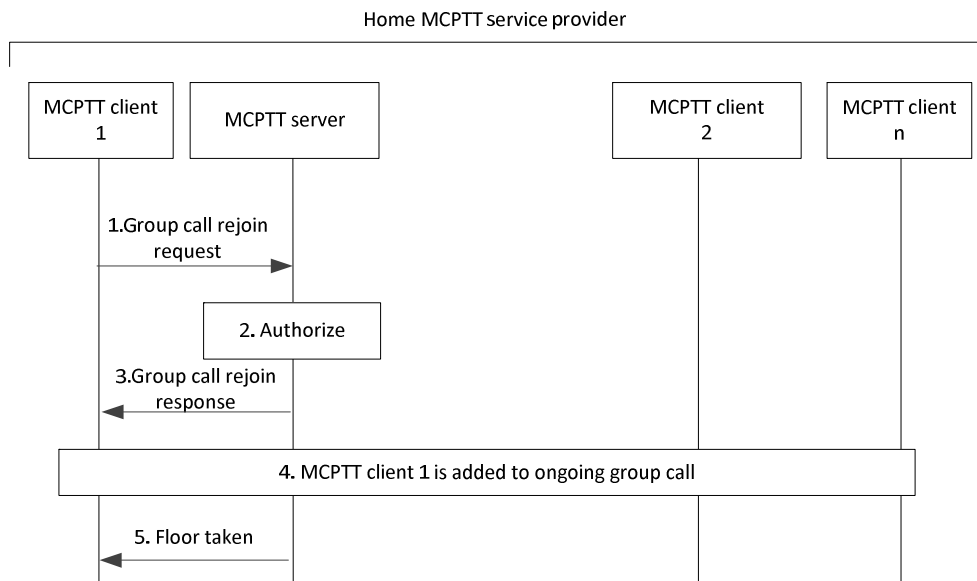 Home MCPTT service provider
MCPTT client
1
MCPTT server
MCPTT client
2
MCPTT client
n
1.Group call rejoin
request
2. Authorize
3.Group call rejoin
response
4. MCPTT client 1 is added to ongoing group call
5. Floor taken